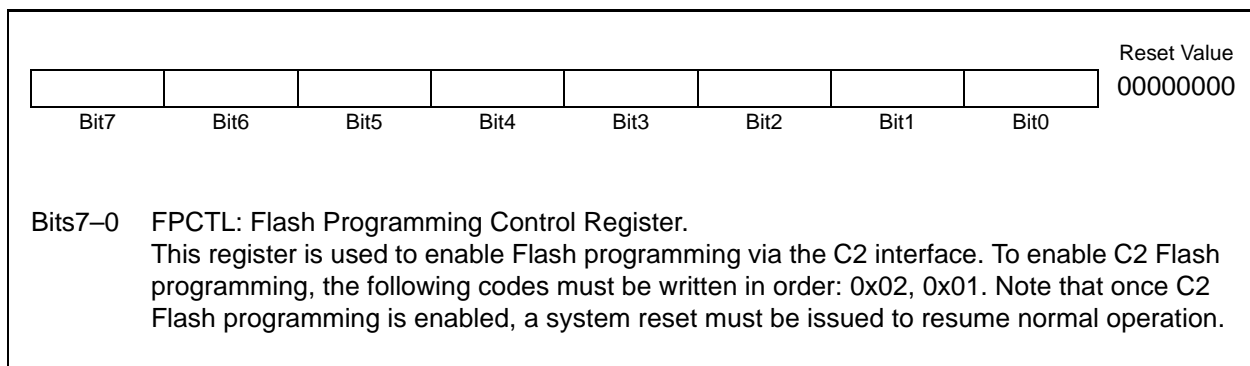 Reset Value
00000000
Bit7 Bit6 Bit5 Bit4 Bit3 Bit2 Bit1 Bit0
Bits7–0 FPCTL: Flash Programming Control Register.
This register is used to enable Flash programming via the C2 interface. To enable C2 Flash
programming, the following codes must be written in order: 0x02, 0x01. Note that once C2
Flash programming is enabled, a system reset must be issued to resume normal operation.